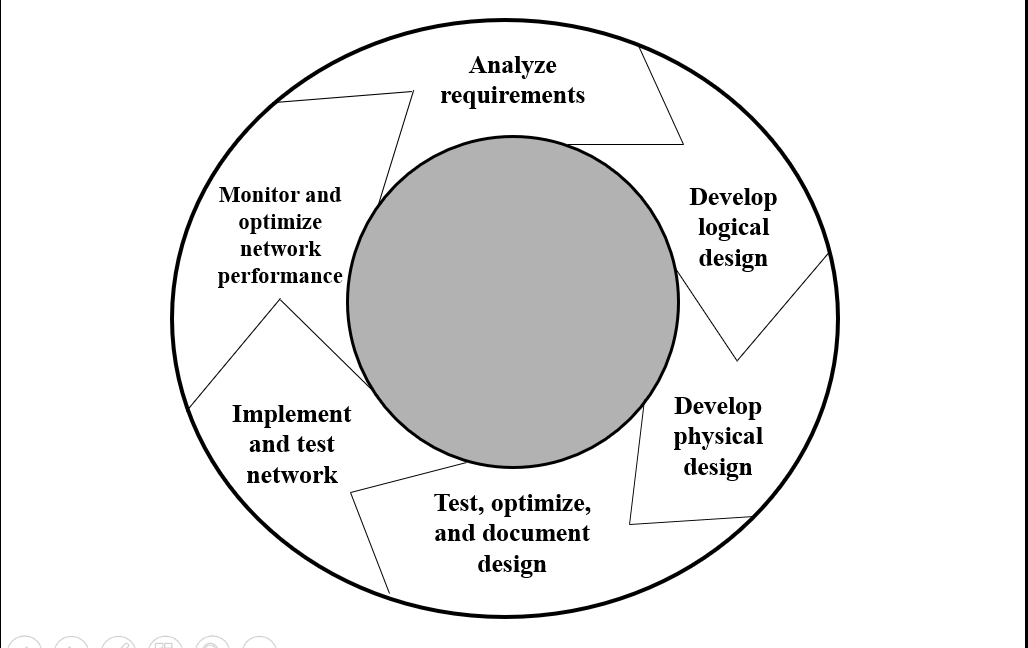 Analyze
requirements
Develop
logical
design
Develop
physical
design
Test, optimize,
and document
design
Implement
and test
network
Monitor and
optimize
network
performance